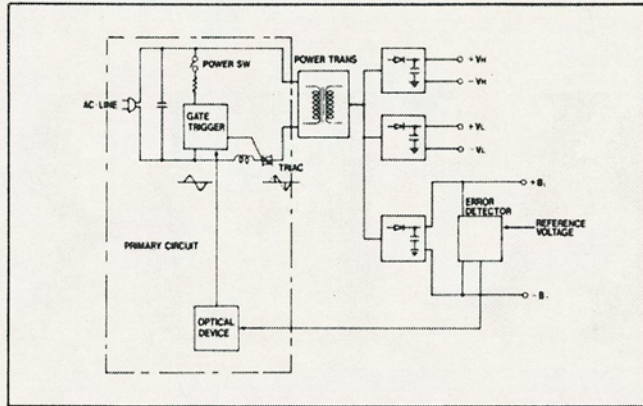 POWER SW
POWER TRANS
+ VH
- VH
AC-LINE
GATE
TRIGGER
+ VL
- VL
TRIAC
+ B.
ERROR
DETECTOR
REFERENCE
VOLTAGE
PRIMARY CIRCUIT
- B.
OPTICAL
DEVICE